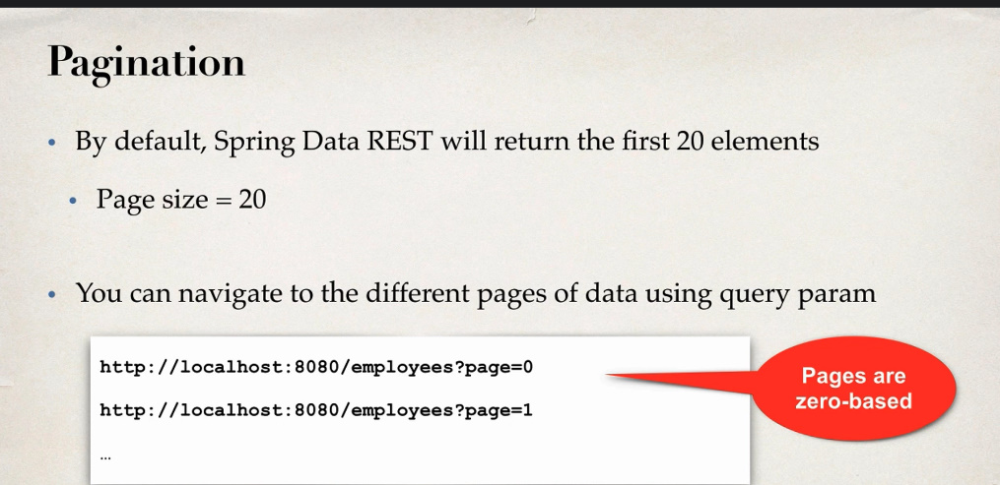 Pagination
• By default, Spring Data REST will return the first 20 elements
• Page size = 20
• You can navigate to the different pages of data using query param
http://localhost:8080/employees?page=0
http://localhost:8080/employees?page=1
...
Pages are
zero-based